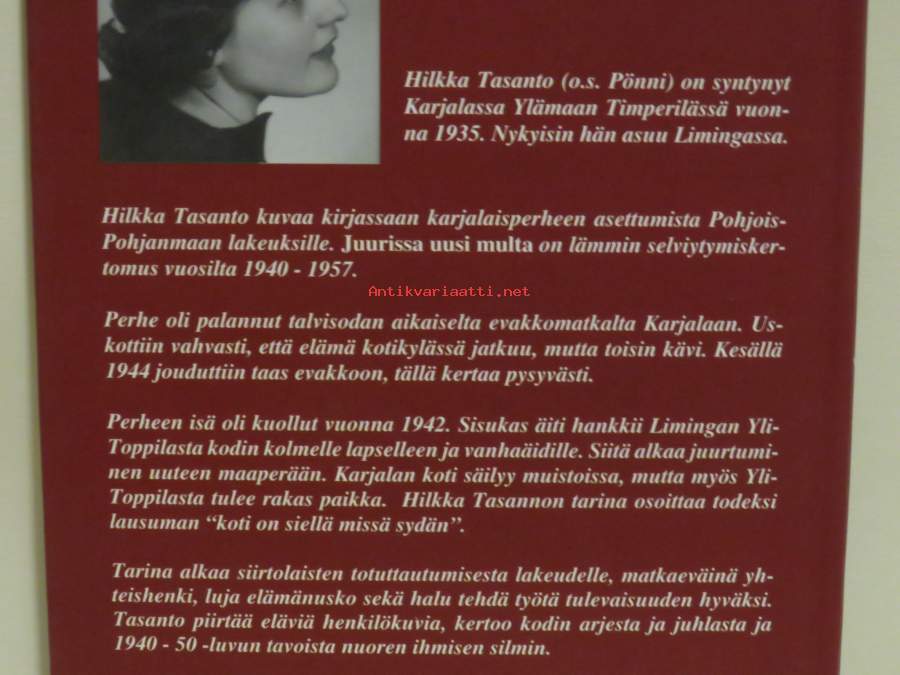 Hilkka Tasanto (o.s. Pönni) on syntynyt
Karjalassa Ylämaan Timperilässä vuon-
na 1935. Nykyisin hän asuu Limingassa.
Hilkka Tasanto kuvaa kirjassaan karjalaisperheen asettumista Pohjois-
Pohjanmaan lakeuksille. Juurissa uusi multa on lämmin selviytymisker-
tomus vuosilta 1940 - 1957.
Antikvariaatti.net
Perhe oli palannut talvisodan aikaiselta evakkomatkalta Karjalaan. Us-
kottiin vahvasti, että elämä kotikylässä jatkuu, mutta toisin kävi. Kesällä
1944 jouduttiin taas evakkoon, tällä kertaa pysyvästi.
Perheen isä oli kuollut vuonna 1942. Sisukas äiti hankkii Limingan Yli-
Toppilasta kodin kolmelle lapselleen ja vanhaäidille. Siitä alkaa juurtumi-
nen uuteen maaperään. Karjalan koti säilyy muistoissa, mutta myös Yli-
Toppilasta tulee rakas paikka. Hilkka Tasannon tarina osoittaa todeksi
lausuman “koti on siellä missä sydän”.
Tarina alkaa siirtolaisten totuttautumisesta lakeudelle, matkaeväinä yh-
teishenki, luja elämänusko sekä halu tehdä työtä tulevaisuuden hyväksi.
Tasanto piirtää eläviä henkilökuvia, kertoo kodin arjesta ja juhlasta ja
1940 - 50 -luvun tavoista nuoren ihmisen silmin.